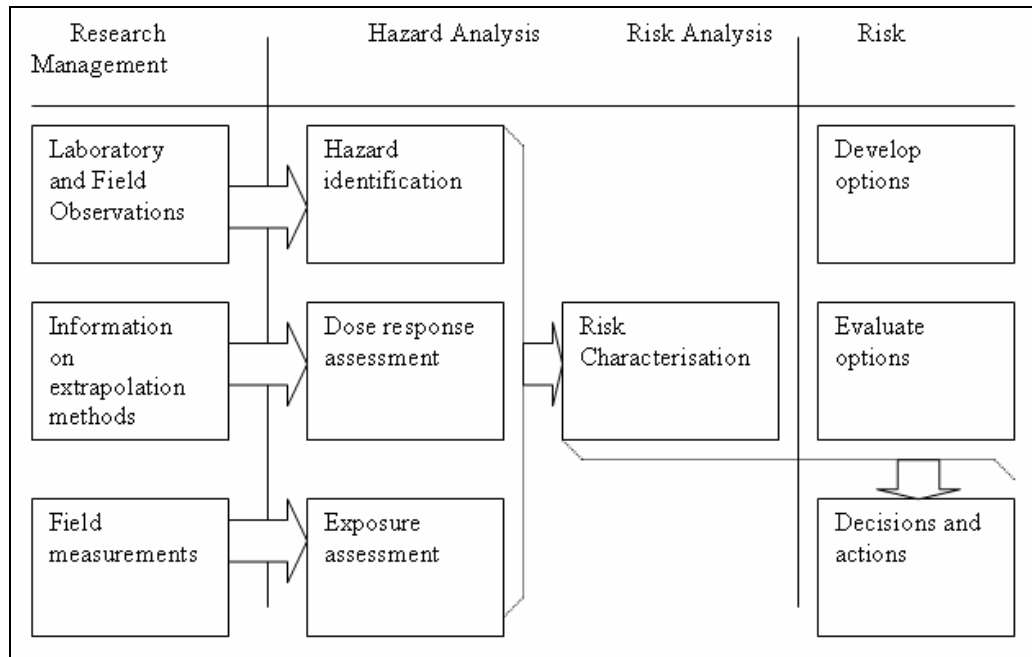 Research Hazard Analysis Risk Analysis Risk
Management
Laboratory
and Field
Observations
Hazard
identification
Develop
options
Information
on
extrapolation
methods
Dose response
assessment
Risk
Characterisation
Evaluate
options
Field
measurements
Exposure
assessment
Decisions and
actions